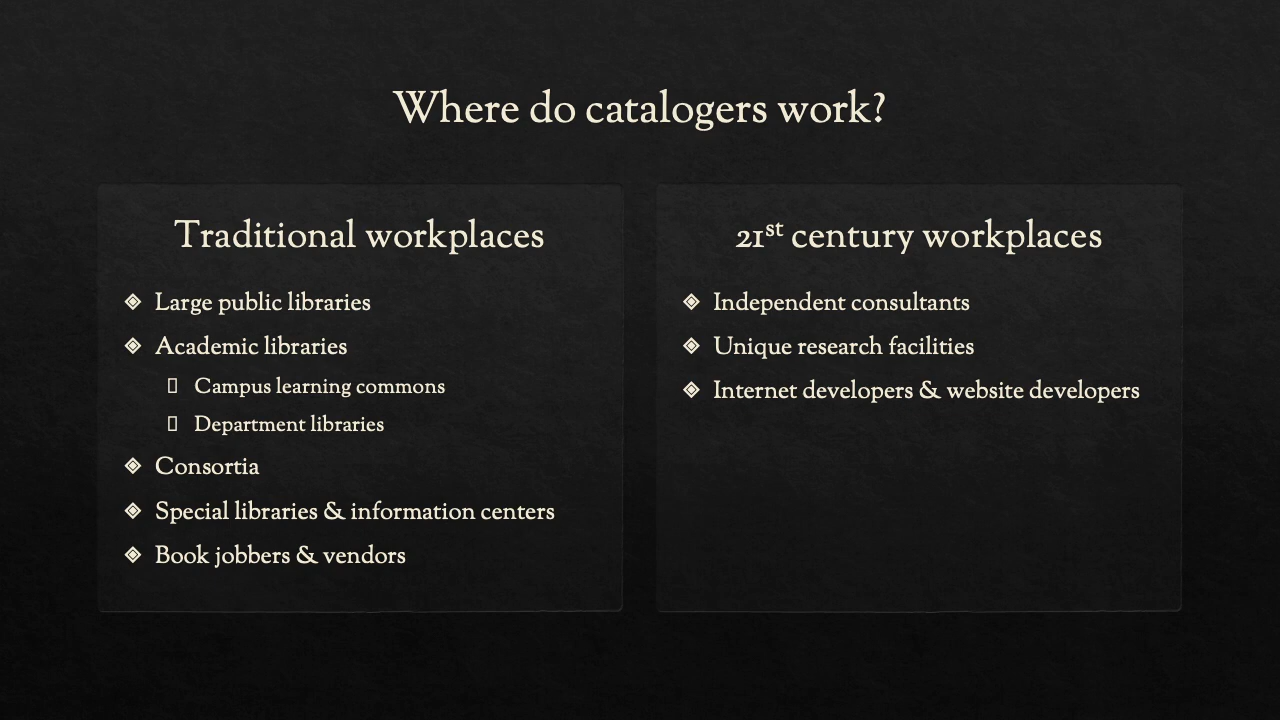 Where do catalogers work?
Traditional workplaces
Large public libraries
Academic libraries
Campus learning commons
Department libraries
Consortia
Special libraries & information centers
Book jobbers & vendors
21st century workplaces
Independent consultants
Unique research facilities
Internet developers & website developers